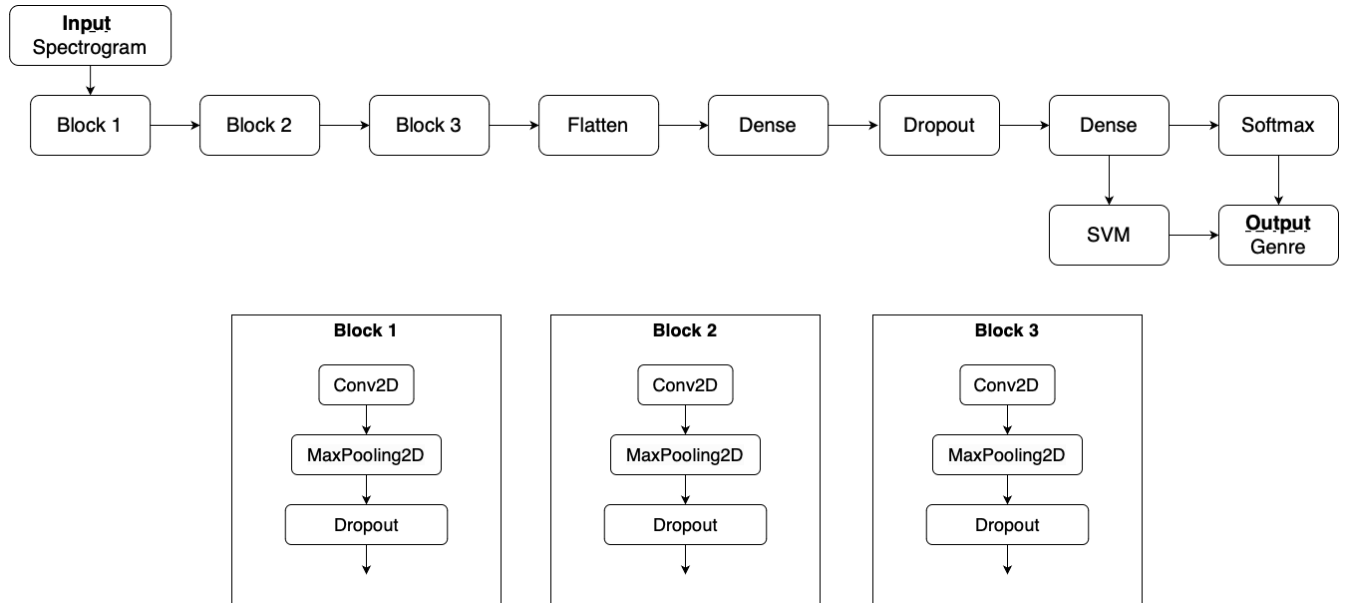 Input
Spectrogram
Block 1
Block 2
Block 3
Flatten
Dense
Dropout
Dense
Softmax
SVM
Output
Genre
Block 1
Conv2D
MaxPooling2D
Dropout
Block 2
Conv2D
MaxPooling2D
Dropout
Block 3
Conv2D
MaxPooling2D
Dropout